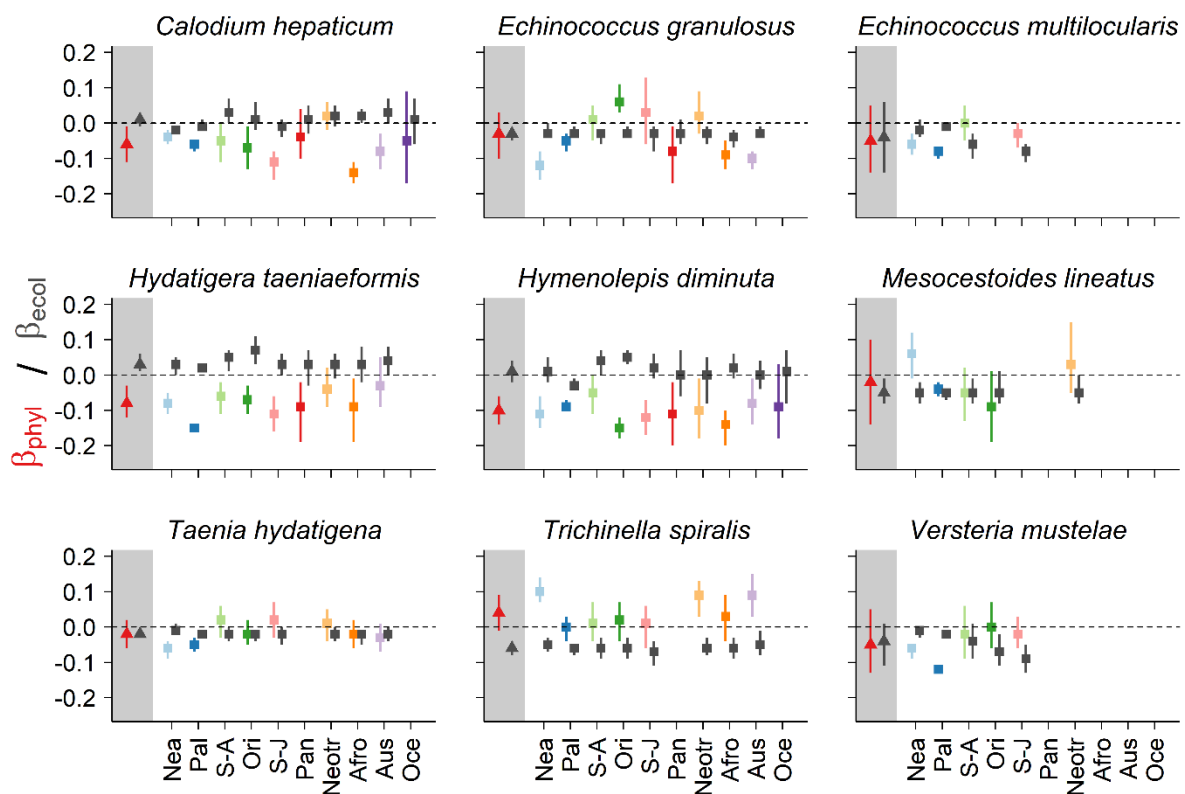 Calodium hepaticum
Echinococcus granulosus
Echinococcus multilocularis
0.2
0.1
0.0
-0.1
-0.2
Hydatigera taeniaeformis
Hymenolepis diminuta
Mesocestoides lineatus
βphyl / βecol
0.2
0.1
0.0
-0.1
-0.2
Taenia hydatigena
Trichinella spiralis
Versteria mustelae
0.2
0.1
0.0
-0.1
-0.2
Nea Pal S-A Ori S-J Pan Neotr Afro Aus Oce
Nea Pal S-A Ori S-J Pan Neotr Afro Aus Oce
Nea Pal S-A Ori S-J Pan Neotr Afro Aus Oce